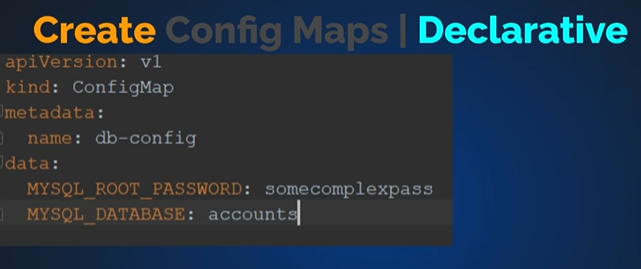 Create Config Maps | Declarative
apiVersion: v1
kind: ConfigMap
metadata:
  name: db-config
data:
  MYSQL_ROOT_PASSWORD: somecomplexpass
  MYSQL_DATABASE: accounts